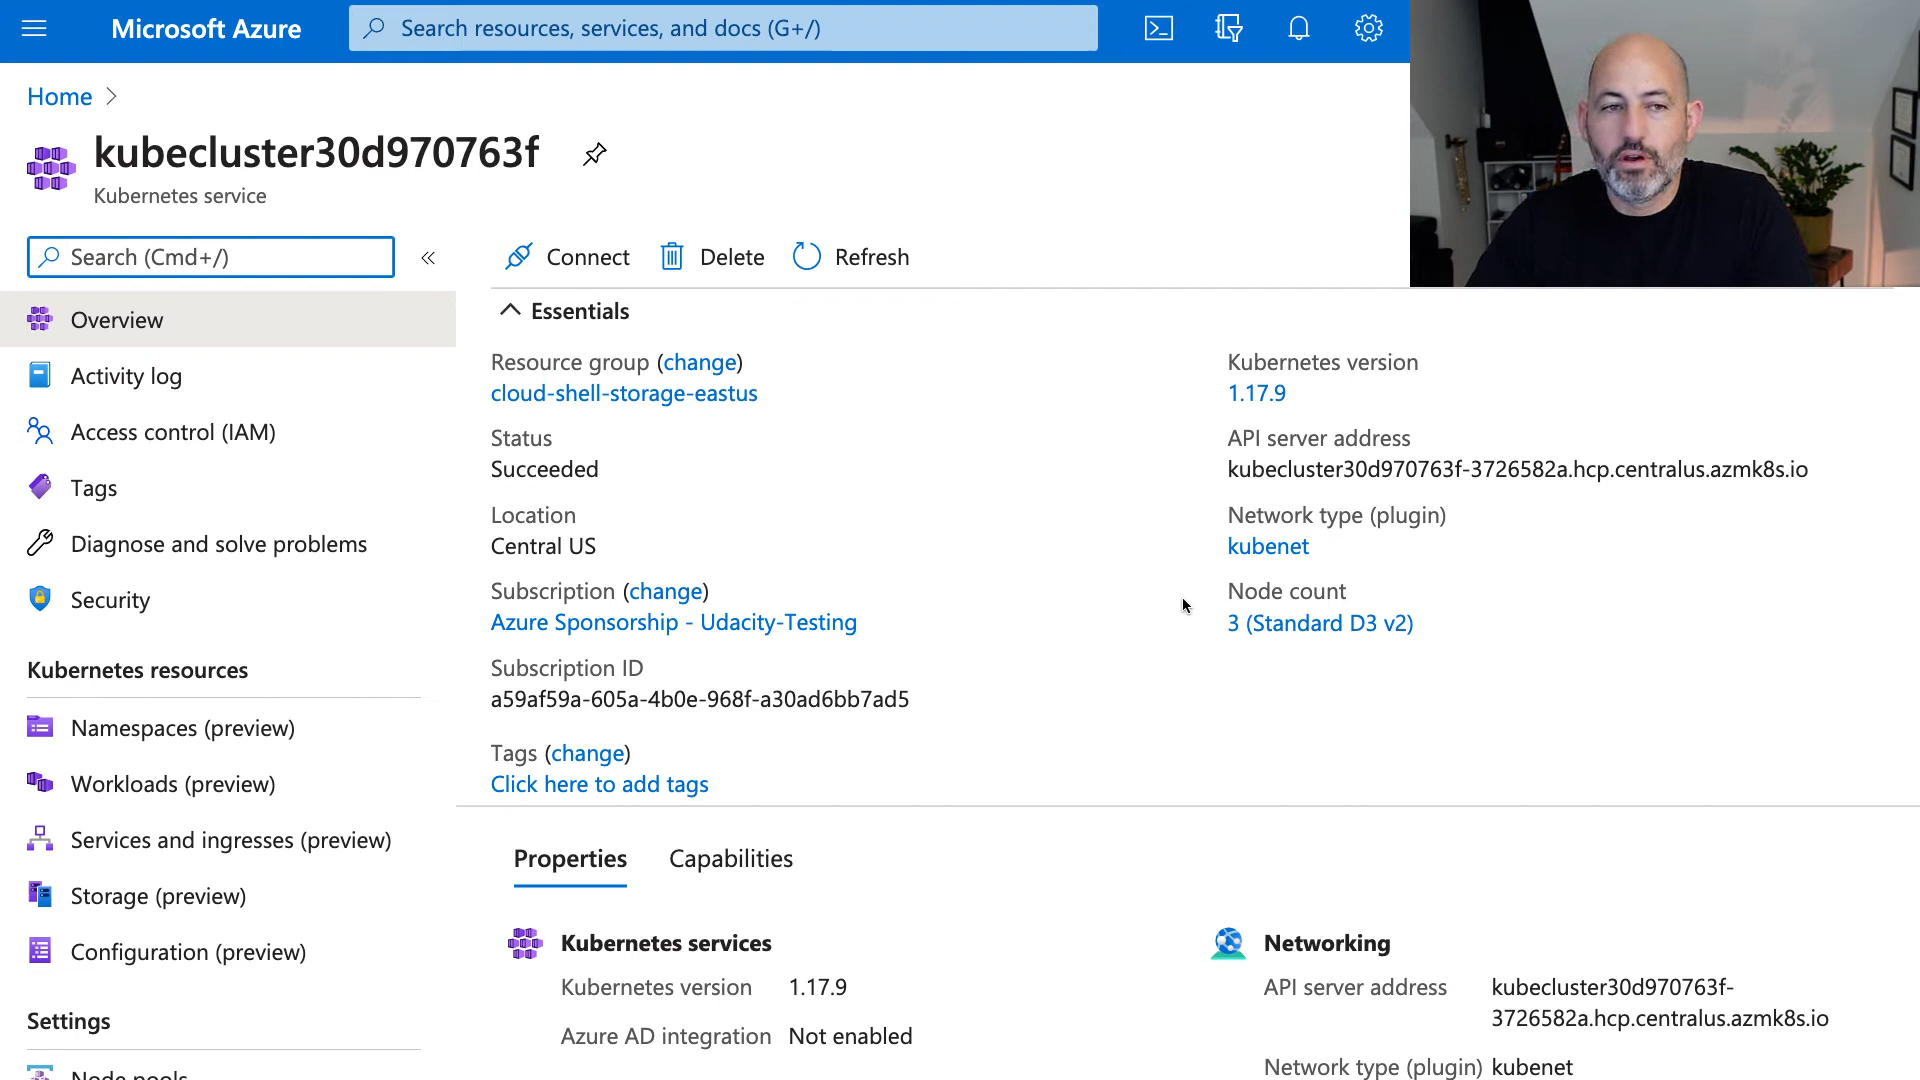 Microsoft Azure
Search resources, services, and docs (G+/)
Home
kubecluster30d970763f
Kubernetes service
Search (Cmd+/)
Connect
Delete
Refresh
Overview
Activity log
Access control (IAM)
Tags
Diagnose and solve problems
Security
Kubernetes resources
Namespaces (preview)
Workloads (preview)
Services and ingresses (preview)
Storage (preview)
Configuration (preview)
Settings
Node pools
Essentials
Resource group (change)
cloud-shell-storage-eastus
Status
Succeeded
Location
Central US
Subscription (change)
Azure Sponsorship - Udacity-Testing
Subscription ID
a59af59a-605a-4b0e-968f-a30ad6bb7ad5
Tags (change)
Click here to add tags
Kubernetes version
1.17.9
API server address
kubecluster30d970763f-3726582a.hcp.centralus.azmk8s.io
Network type (plugin)
kubenet
Node count
3 (Standard D3 v2)
Properties
Capabilities
Kubernetes services
Kubernetes version 1.17.9
Azure AD integration Not enabled
Networking
API server address kubecluster30d970763f-
3726582a.hcp.centralus.azmk8s.io
Network type (plugin) kubenet